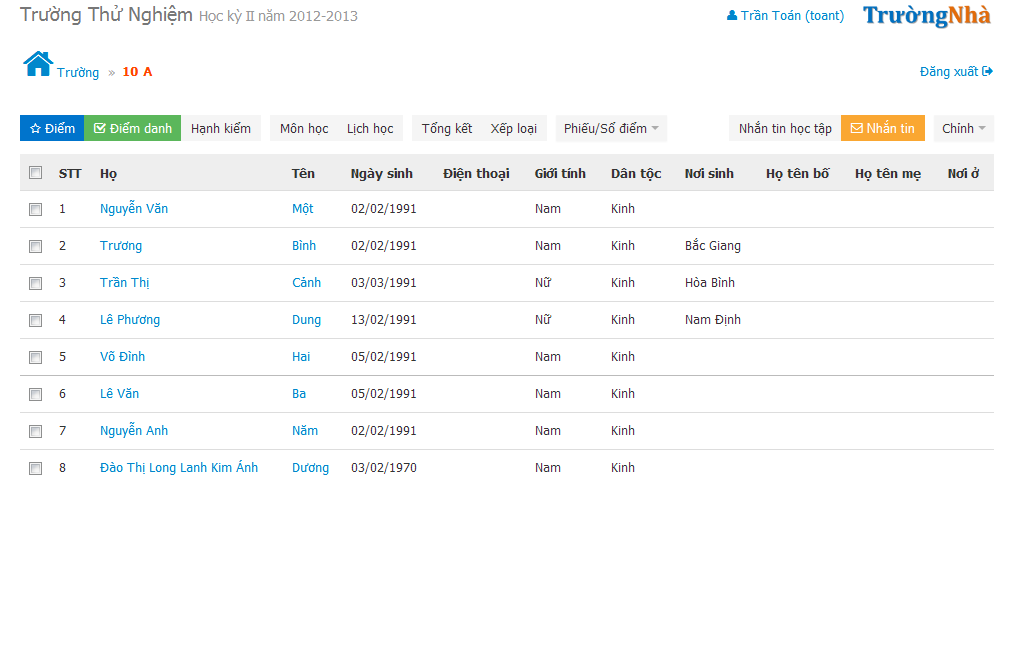 Trường Thử Nghiệm Học kỳ II năm 2012-2013 Trần Toán (toant) TrườngNhà
Trường » 10 A Đăng xuất
Điểm Điểm danh Hạnh kiểm Môn học Lịch học Tổng kết Xếp loại Phiếu/Sổ điểm Nhắn tin học tập Nhắn tin Chỉnh
STT Họ Tên Ngày sinh Điện thoại Giới tính Dân tộc Nơi sinh Họ tên bố Họ tên mẹ Nơi ở
1 Nguyễn Văn Một 02/02/1991 Nam Kinh
2 Trương Bình 02/02/1991 Nam Kinh Bắc Giang
3 Trần Thị Cảnh 03/03/1991 Nữ Kinh Hòa Bình
4 Lê Phương Dung 13/02/1991 Nữ Kinh Nam Định
5 Võ Đình Hai 05/02/1991 Nam Kinh
6 Lê Văn Ba 05/02/1991 Nam Kinh
7 Nguyễn Anh Năm 02/02/1991 Nam Kinh
8 Đào Thị Long Lanh Kim Ánh Dương 03/02/1970 Nam Kinh